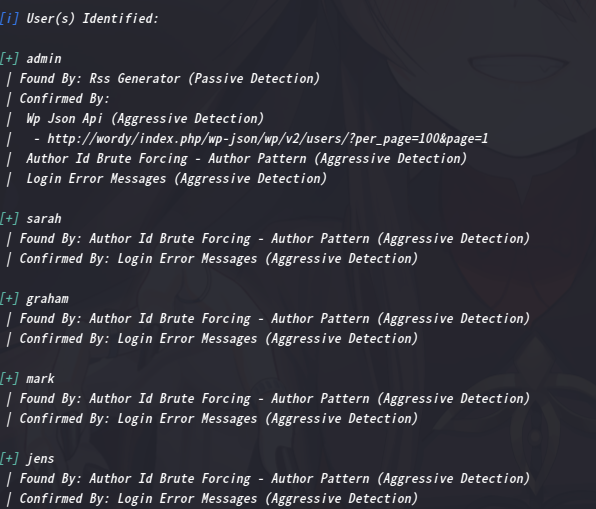 [i] User(s) Identified:
[+] admin
| Found By: Rss Generator (Passive Detection)
| Confirmed By:
|  Wp Json Api (Aggressive Detection)
|   - http://wordy/index.php/wp-json/wp/v2/users/?per_page=100&page=1
|  Author Id Brute Forcing - Author Pattern (Aggressive Detection)
|  Login Error Messages (Aggressive Detection)
[+] sarah
| Found By: Author Id Brute Forcing - Author Pattern (Aggressive Detection)
| Confirmed By: Login Error Messages (Aggressive Detection)
[+] graham
| Found By: Author Id Brute Forcing - Author Pattern (Aggressive Detection)
| Confirmed By: Login Error Messages (Aggressive Detection)
[+] mark
| Found By: Author Id Brute Forcing - Author Pattern (Aggressive Detection)
| Confirmed By: Login Error Messages (Aggressive Detection)
[+] jens
| Found By: Author Id Brute Forcing - Author Pattern (Aggressive Detection)
| Confirmed By: Login Error Messages (Aggressive Detection)